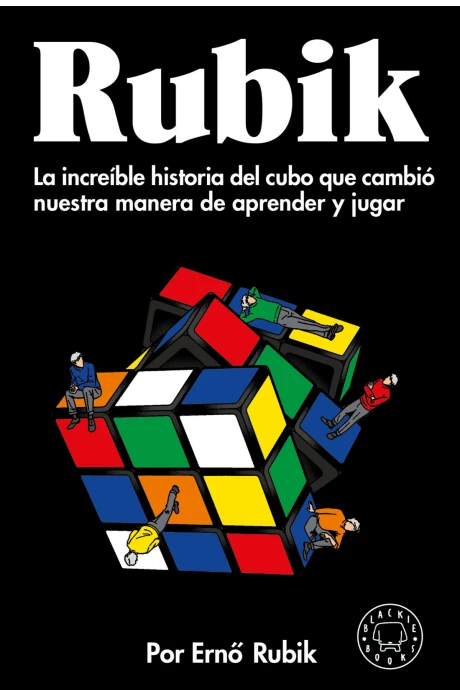 Rubik
La increíble historia del cubo que cambió
nuestra manera de aprender y jugar
Por Ernő Rubik
BLACKIE
BOOKS